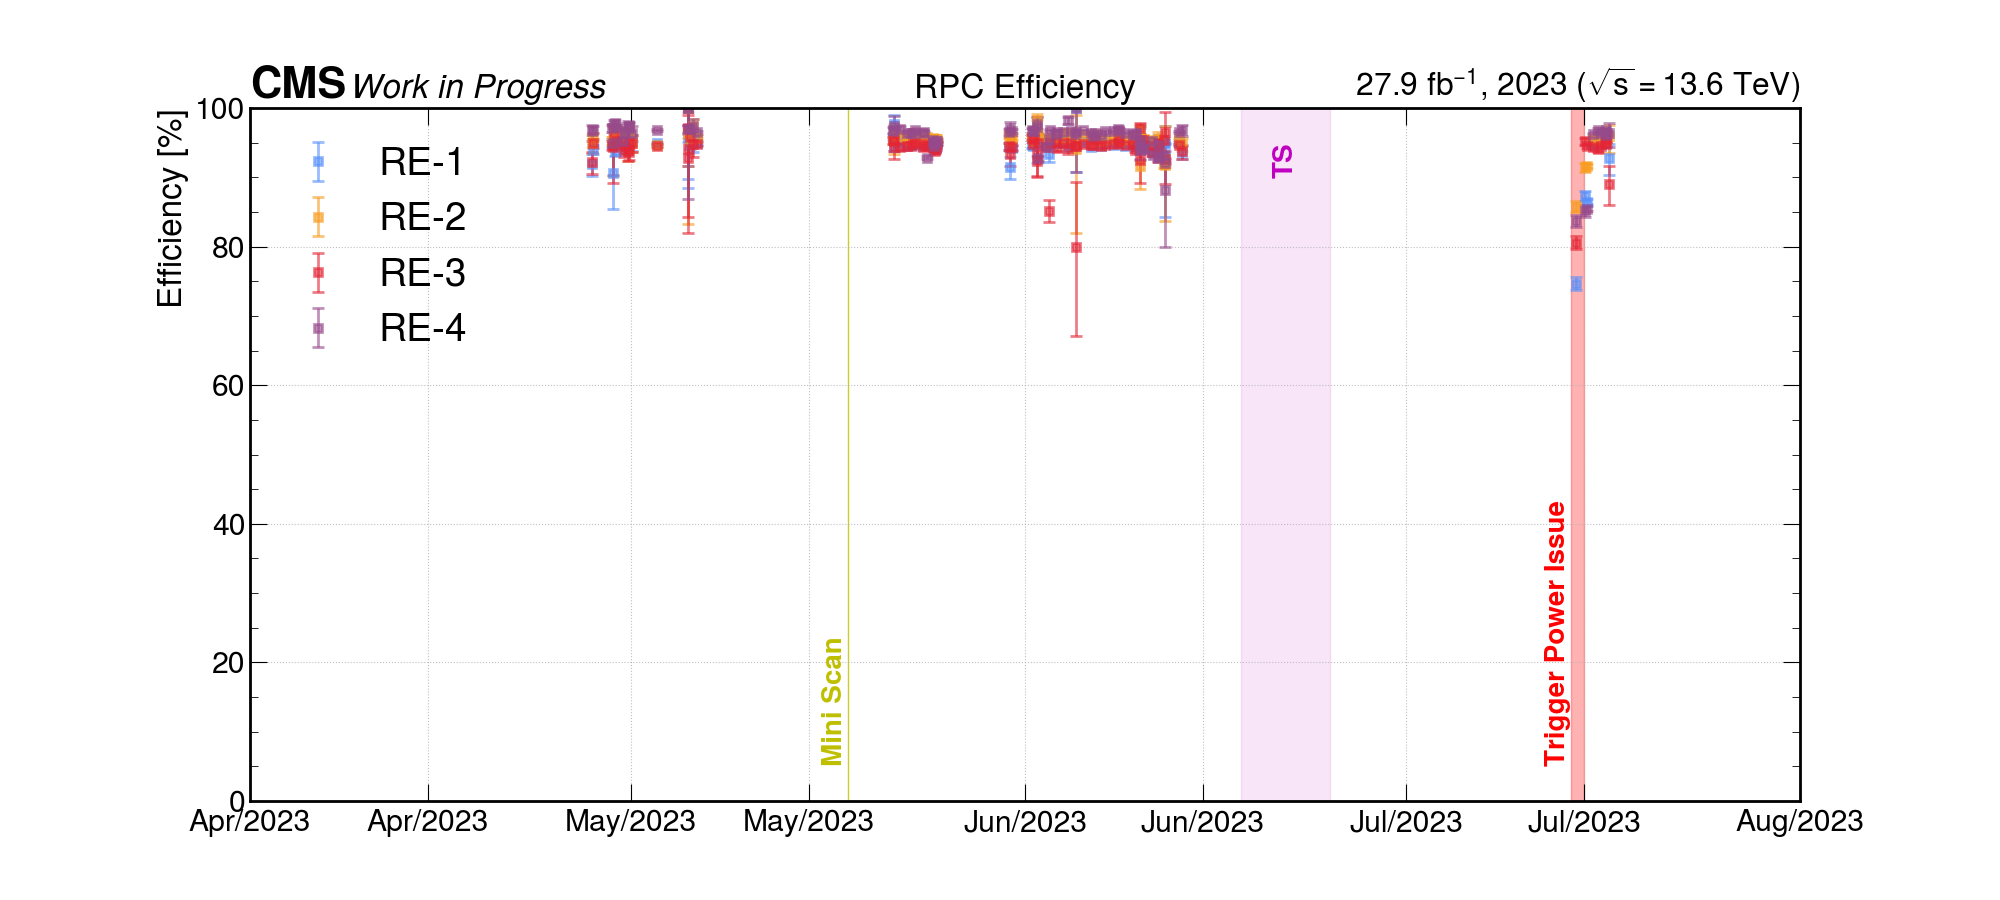 CMS Work in Progress RPC Efficiency 27.9 fb⁻¹, 2023 (√s = 13.6 TeV)
Efficiency [%]
100
80
60
40
20
0
RE-1
RE-2
RE-3
RE-4
Mini Scan
TS
Trigger Power Issue
Apr/2023 Apr/2023 May/2023 May/2023 Jun/2023 Jun/2023 Jul/2023 Jul/2023 Aug/2023